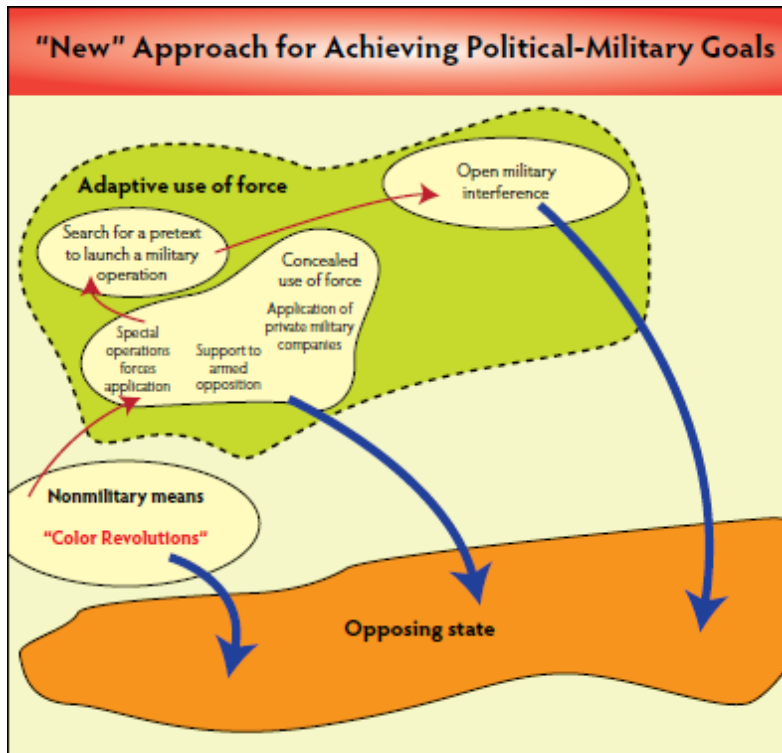 “New” Approach for Achieving Political-Military Goals
Adaptive use of force
Open military
interference
Search for a pretext
to launch a military
operation
Concealed
use of force
Application of
private military
companies
Special
operations
forces
application
Support to
armed
opposition
Nonmilitary means
“Color Revolutions“
Opposing state